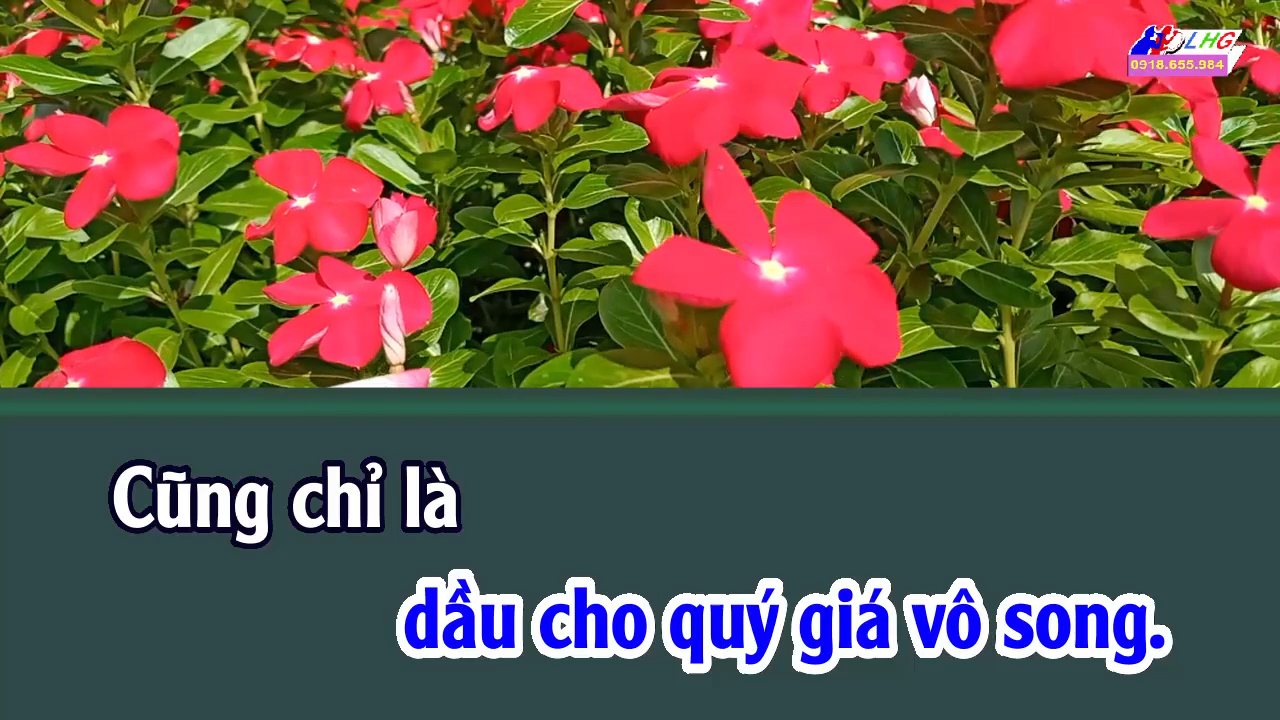 LHG
0918.655.984
Cũng chỉ là
dầu cho quý giá vô song.